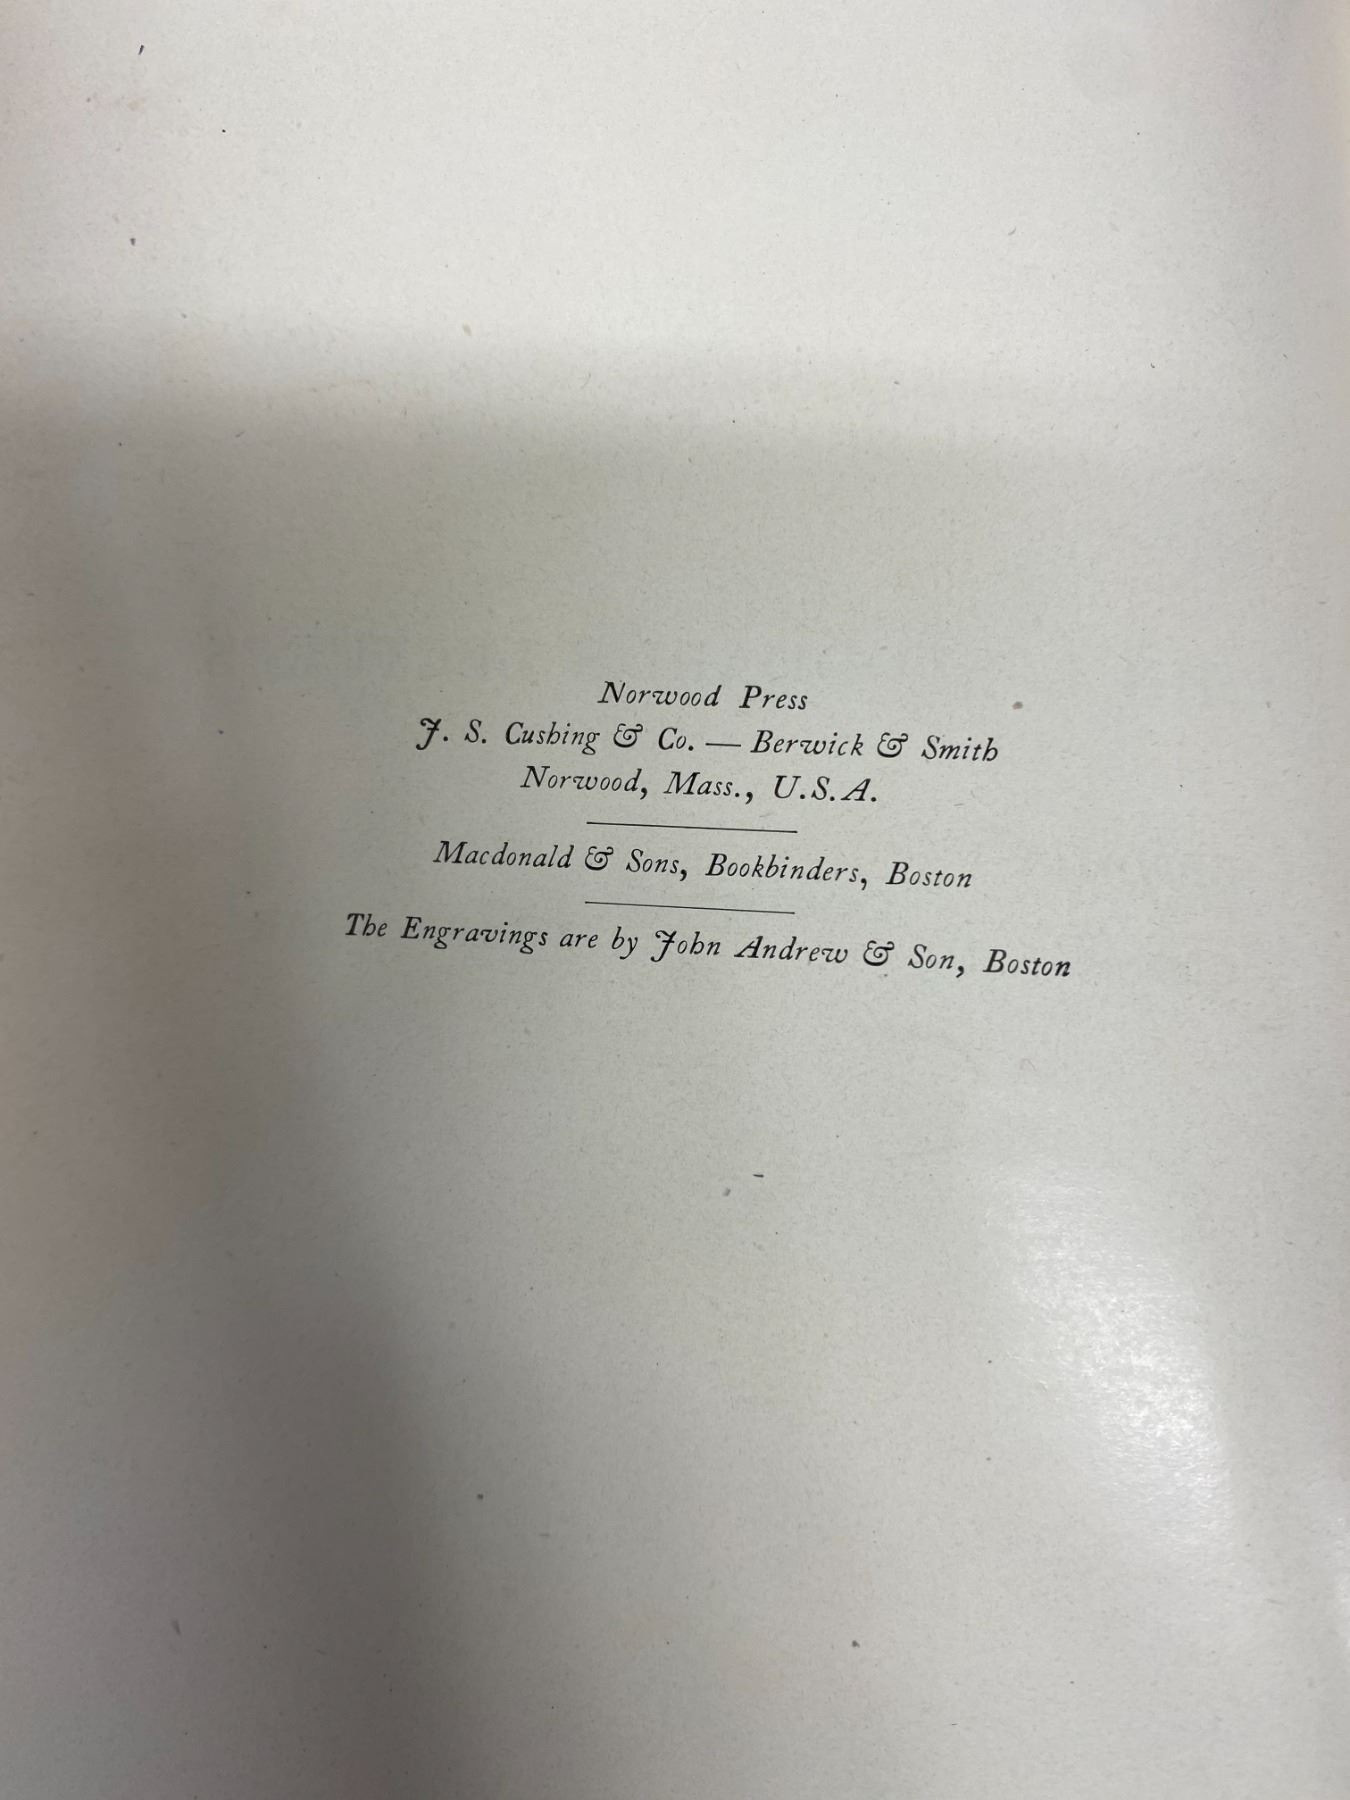 Norwood Press
J. S. Cushing & Co. — Berwick & Smith
Norwood, Mass., U.S.A.
Macdonald & Sons, Bookbinders, Boston
The Engravings are by John Andrew & Son, Boston